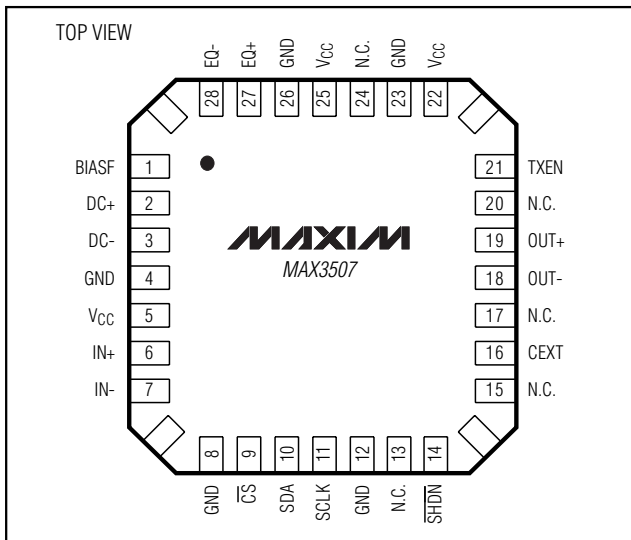 TOP VIEW
EQ-
EQ+
GND
VCC
N.C.
GND
VCC
28
27
26
25
24
23
22
BIASF 1
DC+ 2
DC- 3
GND 4
VCC 5
IN+ 6
IN- 7
MAXIM
MAX3507
21 TXEN
20 N.C.
19 OUT+
18 OUT-
17 N.C.
16 CEXT
15 N.C.
8
9
10
11
12
13
14
GND
C̅S̅
SDA
SCLK
GND
N.C.
S̅H̅D̅N̅